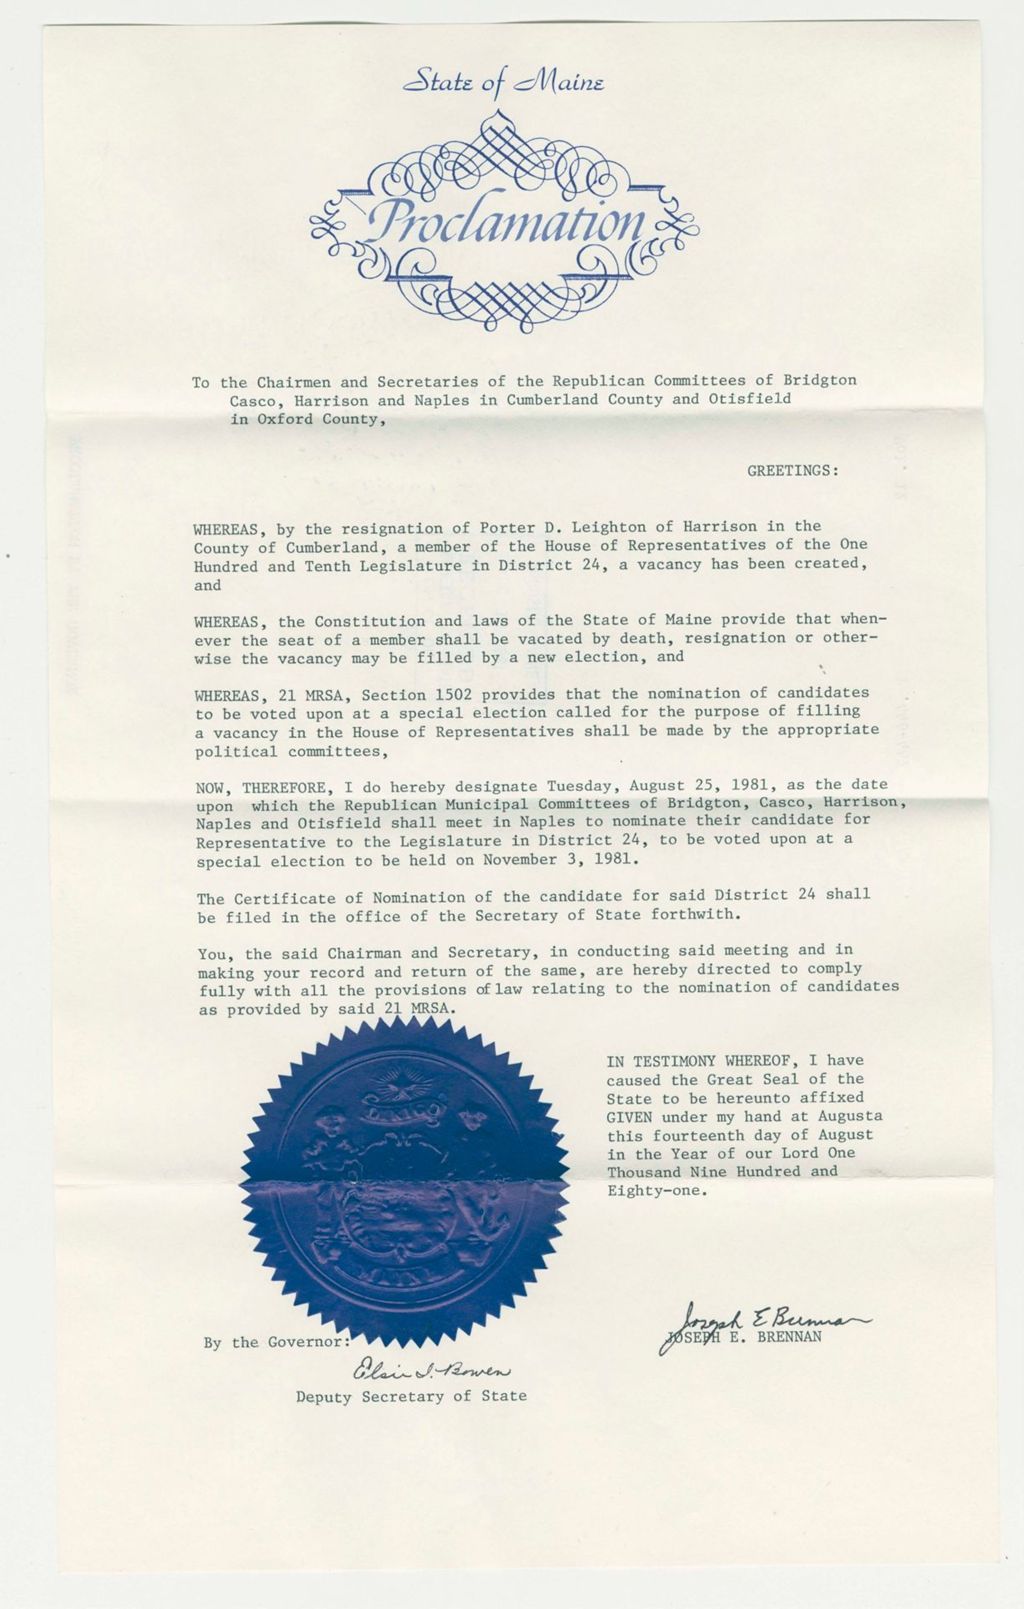 State of Maine
Proclamation
To the Chairmen and Secretaries of the Republican Committees of Bridgton
Casco, Harrison and Naples in Cumberland County and Otisfield
in Oxford County,
GREETINGS:
WHEREAS, by the resignation of Porter D. Leighton of Harrison in the
County of Cumberland, a member of the House of Representatives of the One
Hundred and Tenth Legislature in District 24, a vacancy has been created,
and
WHEREAS, the Constitution and laws of the State of Maine provide that when-
ever the seat of a member shall be vacated by death, resignation or other-
wise the vacancy may be filled by a new election, and
WHEREAS, 21 MRSA, Section 1502 provides that the nomination of candidates
to be voted upon at a special election called for the purpose of filling
a vacancy in the House of Representatives shall be made by the appropriate
political committees,
NOW, THEREFORE, I do hereby designate Tuesday, August 25, 1981, as the date
upon which the Republican Municipal Committees of Bridgton, Casco, Harrison,
Naples and Otisfield shall meet in Naples to nominate their candidate for
Representative to the Legislature in District 24, to be voted upon at a
special election to be held on November 3, 1981.
The Certificate of Nomination of the candidate for said District 24 shall
be filed in the office of the Secretary of State forthwith.
You, the said Chairman and Secretary, in conducting said meeting and in
making your record and return of the same, are hereby directed to comply
fully with all the provisions of law relating to the nomination of candidates
as provided by said 21 MRSA.
IN TESTIMONY WHEREOF, I have
caused the Great Seal of the
State to be hereunto affixed
GIVEN under my hand at Augusta
this fourteenth day of August
in the Year of our Lord One
Thousand Nine Hundred and
Eighty-one.
DIRIGO
MAINE
Joseph E Brennan
JOSEPH E. BRENNAN
By the Governor:
Elsie I. Bowen
Deputy Secretary of State